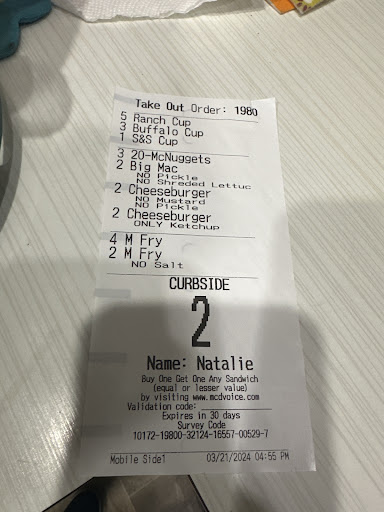 Take Out Order: 1980
5 Ranch Cup
3 Buffalo Cup
1 S&S Cup
3 20-McNuggets
2 Big Mac
NO Pickle
NO Shreded Lettuc
2 Cheeseburger
NO Mustard
NO Pickle
2 Cheeseburger
ONLY Ketchup
4 M Fry
2 M Fry
NO Salt
CURBSIDE
2
Name: Natalie
Buy One Get One Any Sandwich
(equal or lesser value)
by visiting www.mcdvoice.com
Validation code:
Expires in 30 days
Survey Code
10172-19800-32124-16557-00529-7
Mobile Side1 03/21/2024 04:55 PM